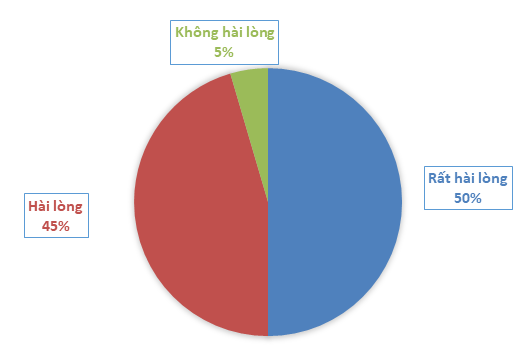 Không hài lòng
5%
Rất hài lòng
50%
Hài lòng
45%